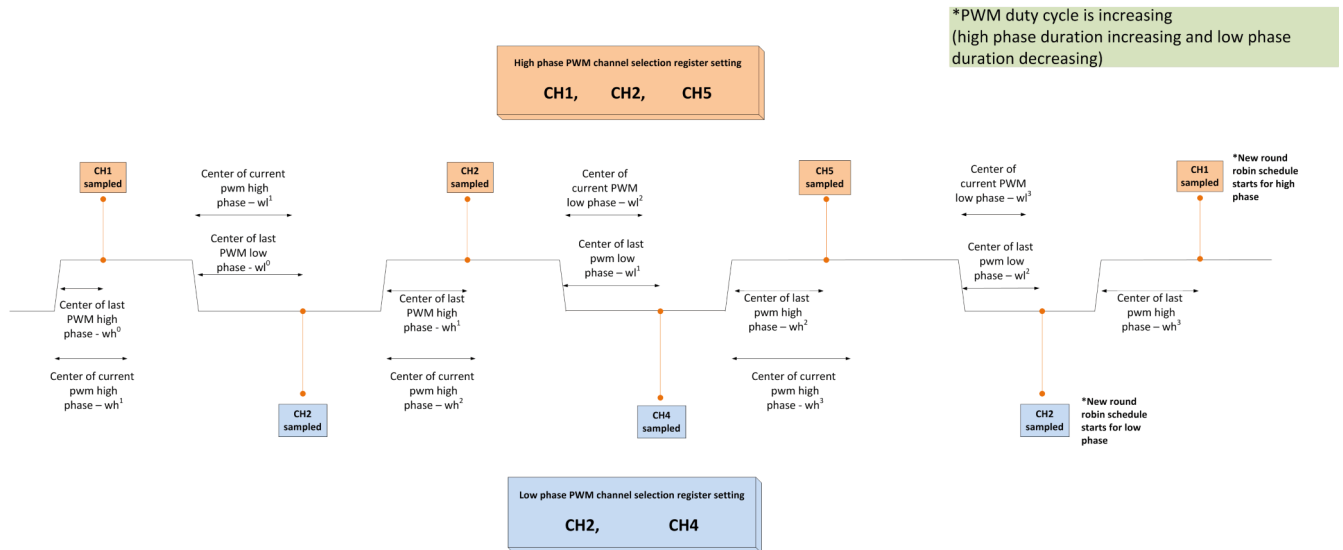 *PWM duty cycle is increasing
(high phase duration increasing and low phase
duration decreasing)
High phase PWM channel selection register setting
CH1, CH2, CH5
CH1
sampled
Center of current
pwm high
phase – wl¹
Center of last
PWM low
phase - wl⁰
CH2
sampled
Center of
current PWM
low phase – wl²
Center of last
pwm low
phase – wl¹
CH5
sampled
Center of
current PWM
low phase – wl³
Center of last
pwm low
phase – wl²
CH1
sampled
*New round
robin schedule
starts for high
phase
Center of last
PWM high
phase - wh⁰
Center of current
pwm high
phase – wh¹
CH2
sampled
Center of last
PWM high
phase - wh¹
Center of current
pwm high
phase – wh²
CH4
sampled
Center of last
pwm high
phase – wh²
Center of current
pwm high
phase - wh³
CH2
sampled
*New round
robin schedule
starts for low
phase
Center of last
pwm high
phase – wh³
Low phase PWM channel selection register setting
CH2, CH4